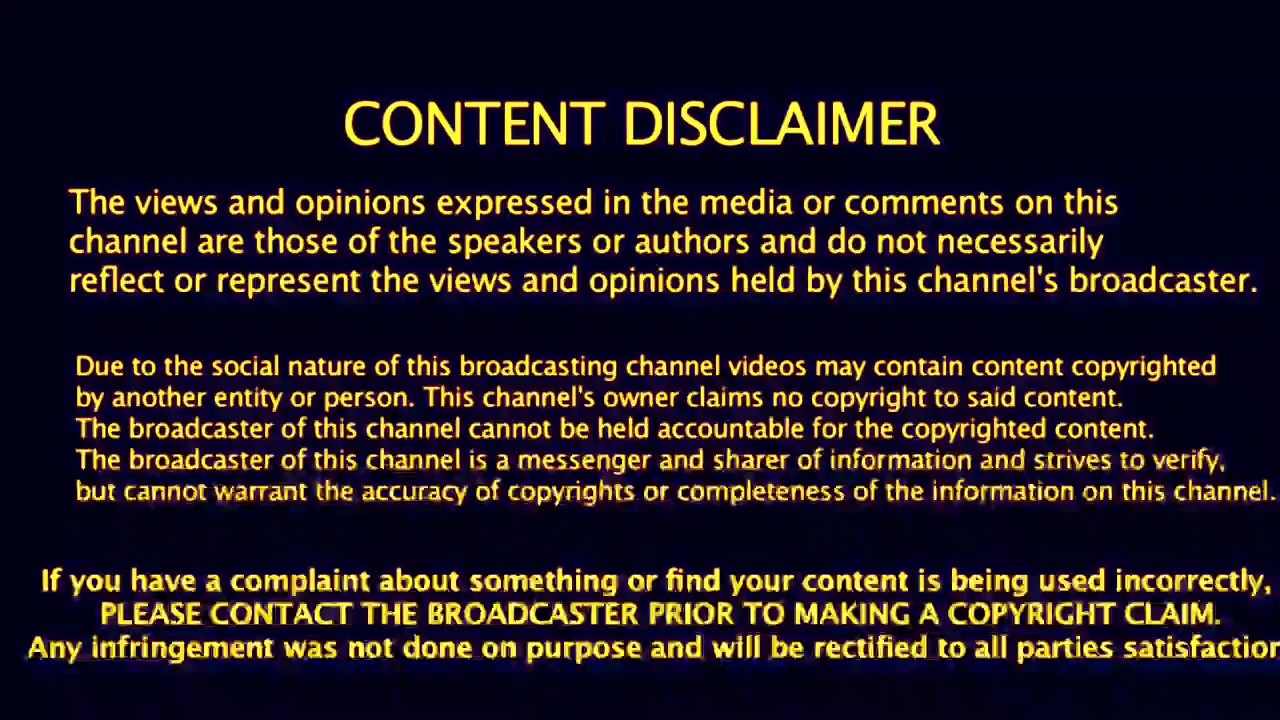 CONTENT DISCLAIMER
The views and opinions expressed in the media or comments on this
channel are those of the speakers or authors and do not necessarily
reflect or represent the views and opinions held by this channel's broadcaster.
Due to the social nature of this broadcasting channel videos may contain content copyrighted
by another entity or person. This channel's owner claims no copyright to said content.
The broadcaster of this channel cannot be held accountable for the copyrighted content.
The broadcaster of this channel is a messenger and sharer of information and strives to verify,
but cannot warrant the accuracy of copyrights or completeness of the information on this channel.
If you have a complaint about something or find your content is being used incorrectly,
PLEASE CONTACT THE BROADCASTER PRIOR TO MAKING A COPYRIGHT CLAIM.
Any infringement was not done on purpose and will be rectified to all parties satisfaction